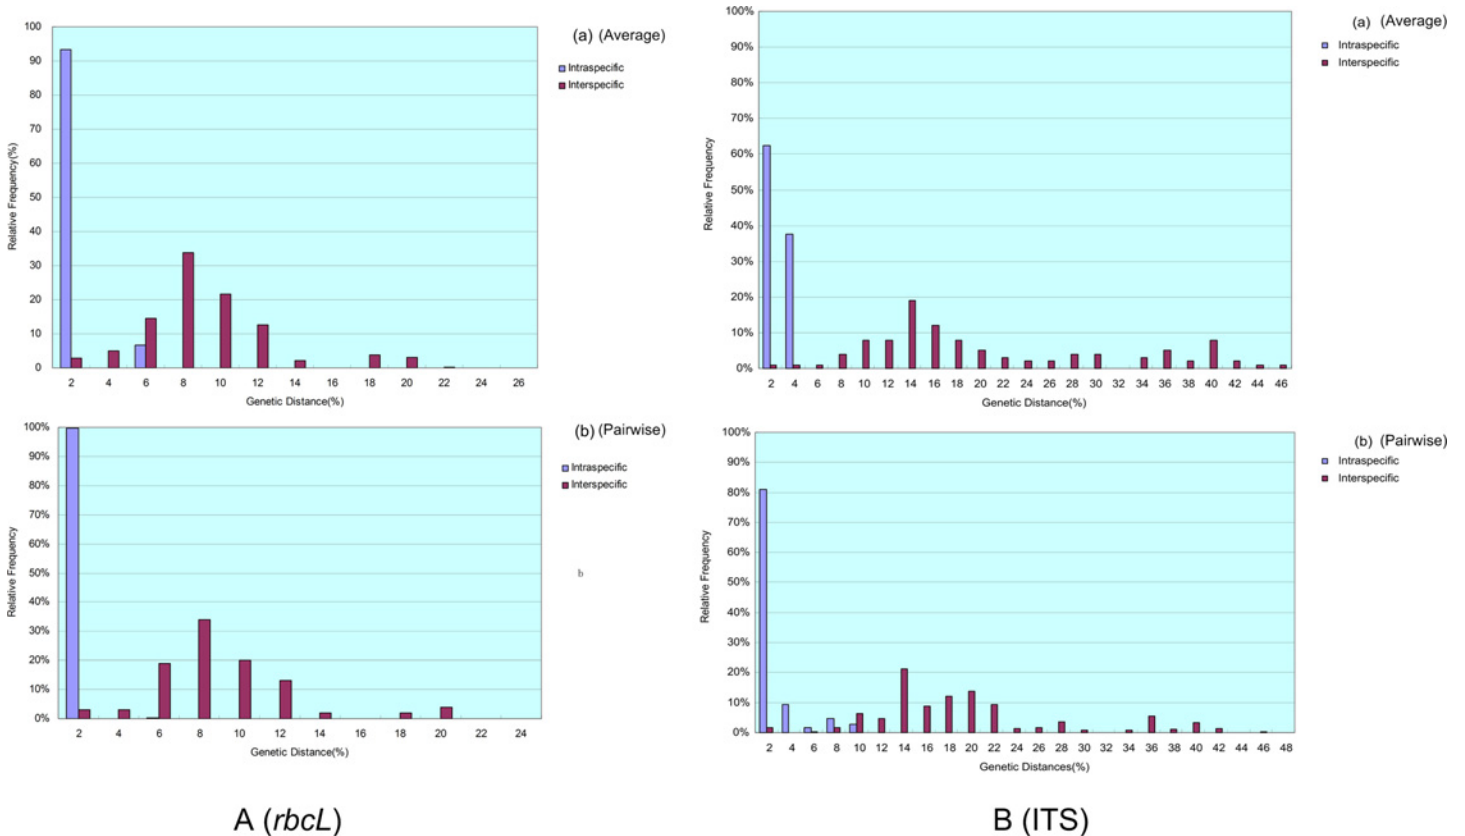 (a) (Average)
Intraspecific
Interspecific
Relative Frequency(%)
100
90
80
70
60
50
40
30
20
10
0
2 4 6 8 10 12 14 16 18 20 22 24 26
Genetic Distance(%)
(b) (Pairwise)
Intraspecific
Interspecific
b
Relative Frequency
100%
90%
80%
70%
60%
50%
40%
30%
20%
10%
0%
2 4 6 8 10 12 14 16 18 20 22 24
Genetic Distance(%)
A (rbcL)
(a) (Average)
Intraspecific
Interspecific
Relative Frequency
100%
90%
80%
70%
60%
50%
40%
30%
20%
10%
0%
2 4 6 8 10 12 14 16 18 20 22 24 26 28 30 34 36 38 40 42 44 46
Genetic Distance(%)
(b) (Pairwise)
Intraspecific
Interspecific
Relative Frequency
100%
90%
80%
70%
60%
50%
40%
30%
20%
10%
0%
2 4 6 8 10 12 14 16 18 20 22 24 26 28 30 32 34 36 38 40 42 46 48
Genetic Distances(%)
B (ITS)